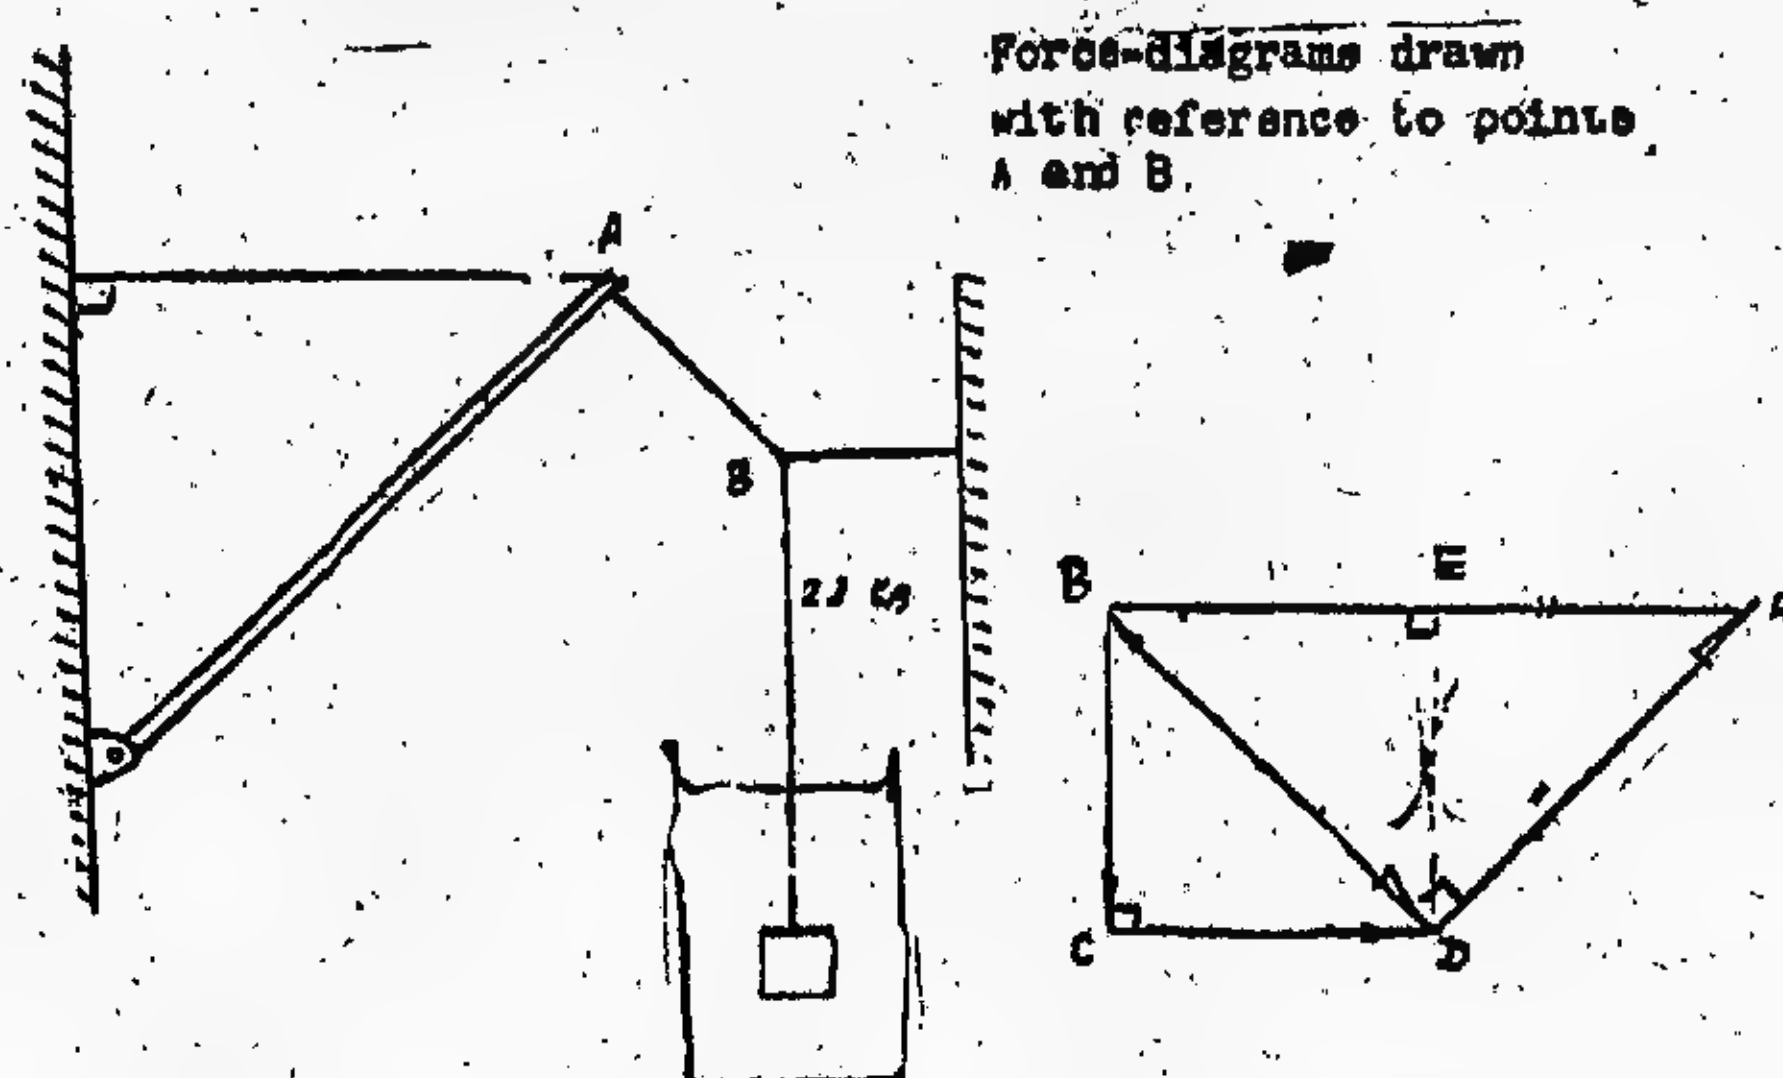 Force-diagrams drawn
with reference to points
A and B.
A
B
E
B
C
D